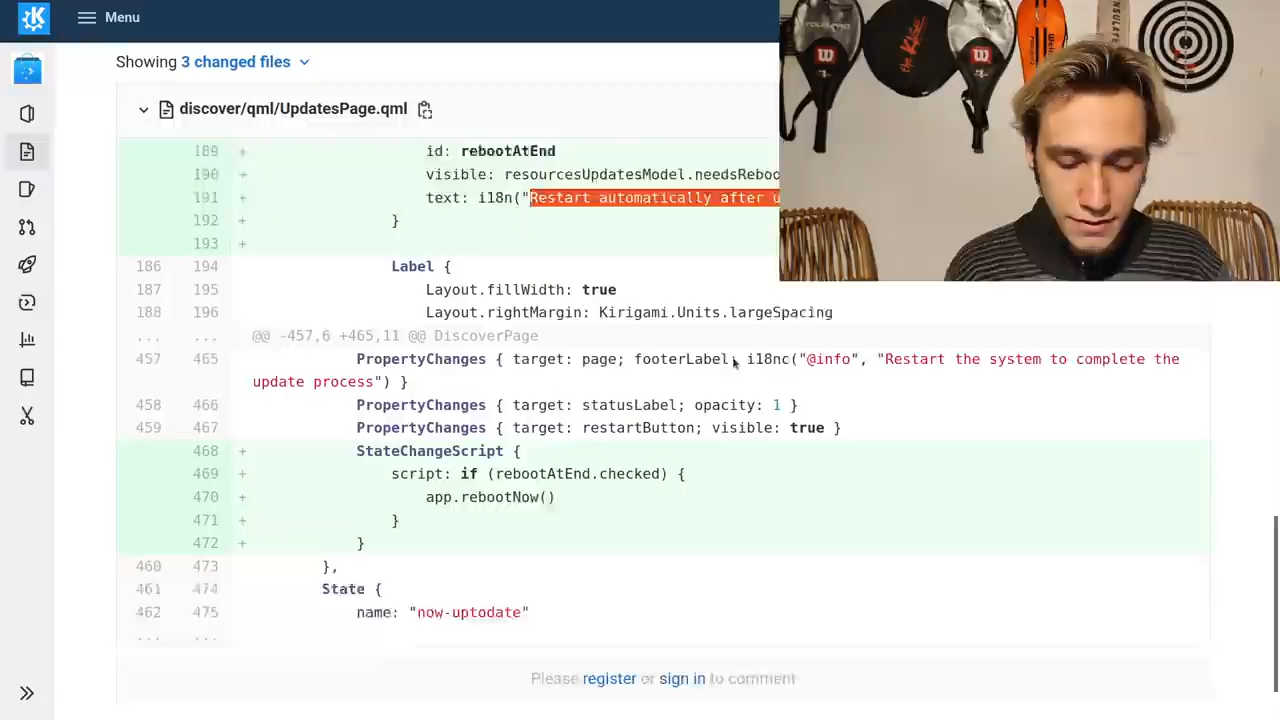 Menu
Showing 3 changed files
discover/qml/UpdatesPage.qml
189 + id: rebootAtEnd
190 + visible: resourcesUpdatesModel.needsReboo
191 + text: i18n("Restart automatically after u
192 + }
193 +
186 194 Label {
187 195 Layout.fillWidth: true
188 196 Layout.rightMargin: Kirigami.Units.largeSpacing
... ... @@ -457,6 +465,11 @@ DiscoverPage
457 465 PropertyChanges { target: page; footerLabel: i18nc("@info", "Restart the system to complete the
update process") }
458 466 PropertyChanges { target: statusLabel; opacity: 1 }
459 467 PropertyChanges { target: restartButton; visible: true }
468 + StateChangeScript {
469 + script: if (rebootAtEnd.checked) {
470 + app.rebootNow()
471 + }
472 + }
460 473 },
461 474 State {
462 475 name: "now-uptodate"
... ...
Please register or sign in to comment